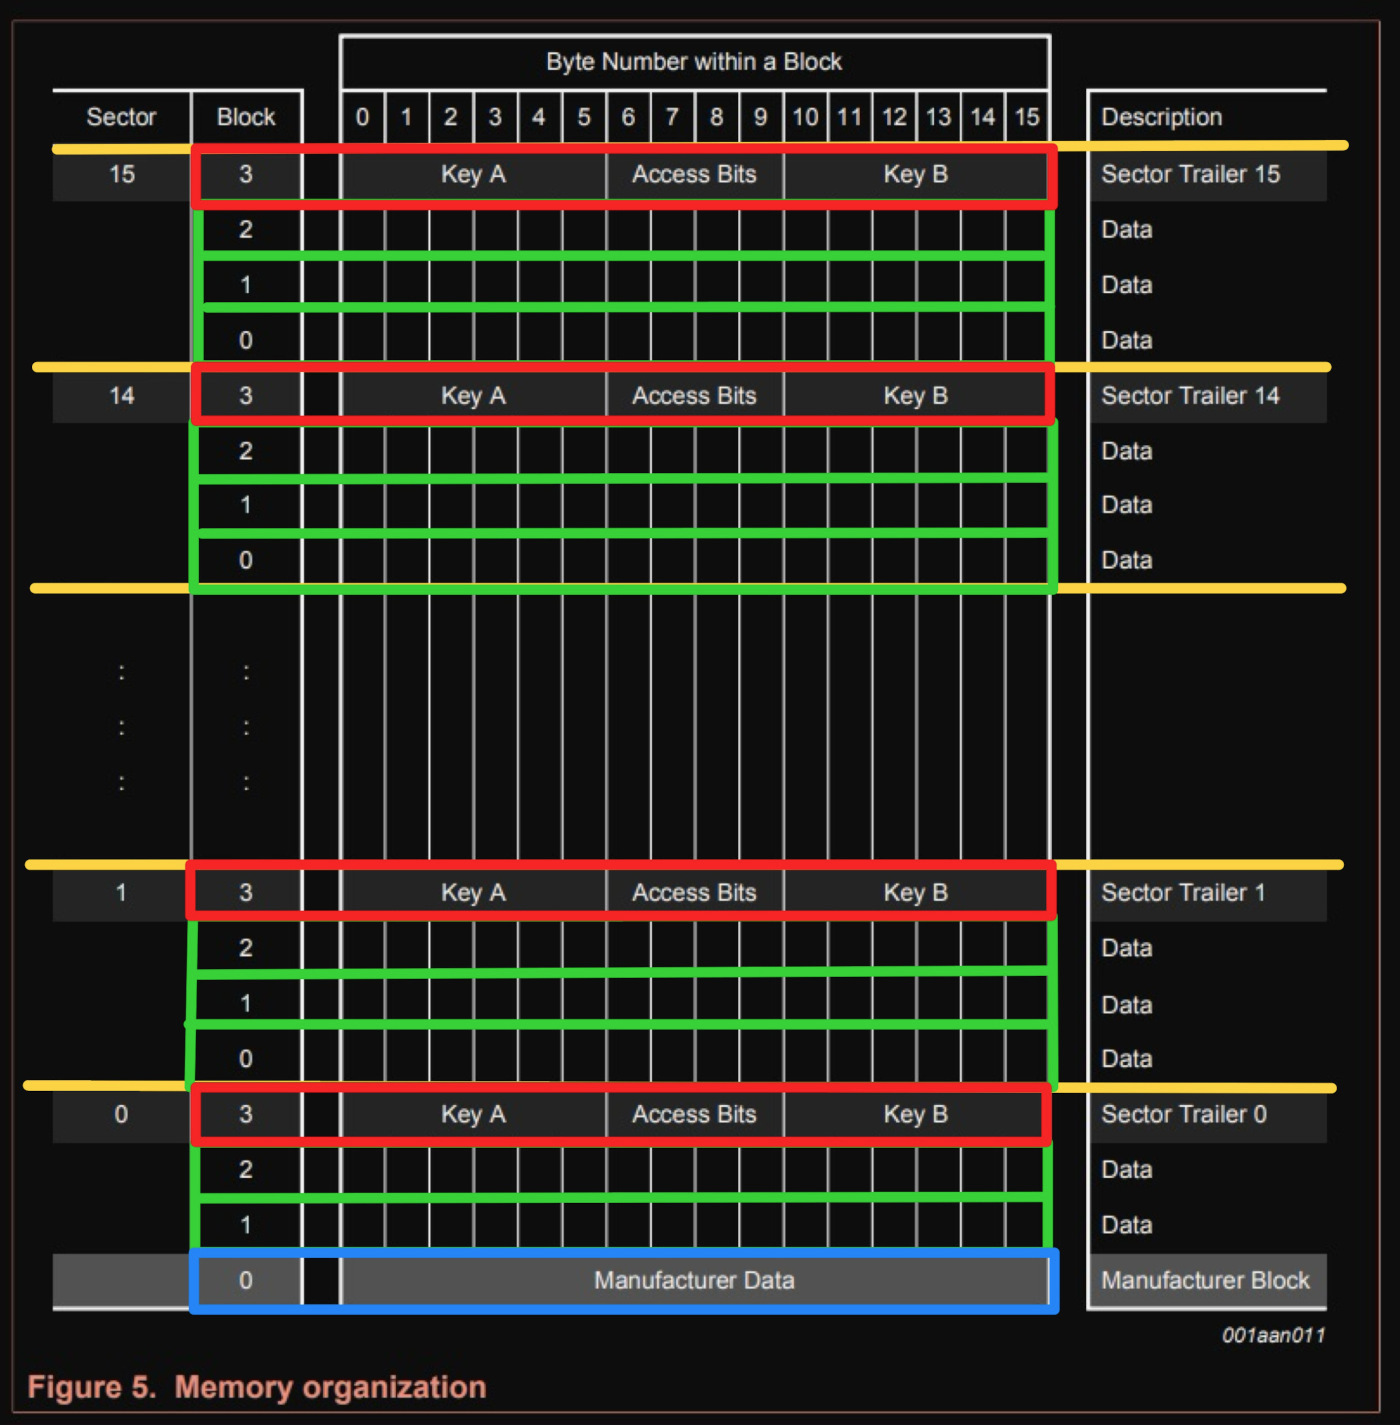 Byte Number within a Block
Sector Block 0 1 2 3 4 5 6 7 8 9 10 11 12 13 14 15 Description
15 3 Key A Access Bits Key B Sector Trailer 15
2 Data
1 Data
0 Data
14 3 Key A Access Bits Key B Sector Trailer 14
2 Data
1 Data
0 Data
: :
: :
: :
1 3 Key A Access Bits Key B Sector Trailer 1
2 Data
1 Data
0 Data
0 3 Key A Access Bits Key B Sector Trailer 0
2 Data
1 Data
0 Manufacturer Data Manufacturer Block
001aan011
Figure 5. Memory organization